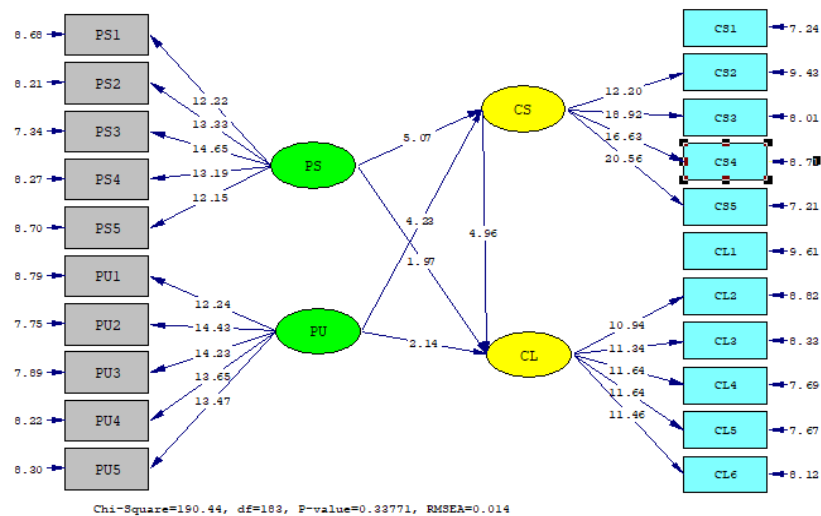 8.68 PS1
8.21 PS2
7.34 PS3
8.27 PS4
8.70 PS5
8.79 PU1
7.75 PU2
7.89 PU3
8.22 PU4
8.30 PU5
12.22
13.33
14.65
13.19
12.15
12.24
14.43
14.23
13.65
13.47
PS
PU
5.07
4.23
1.97
2.14
CS
4.96
CL
12.20
18.92
16.63
20.56
10.94
11.34
11.64
11.64
11.46
CS1 7.24
CS2 9.43
CS3 8.01
CS4
CS5 7.21
CL1 9.61
CL2 8.82
CL3 8.33
CL4 7.69
CL5 7.67
CL6 8.12
Chi-Square=190.44, df=183, P-value=0.33771, RMSEA=0.014